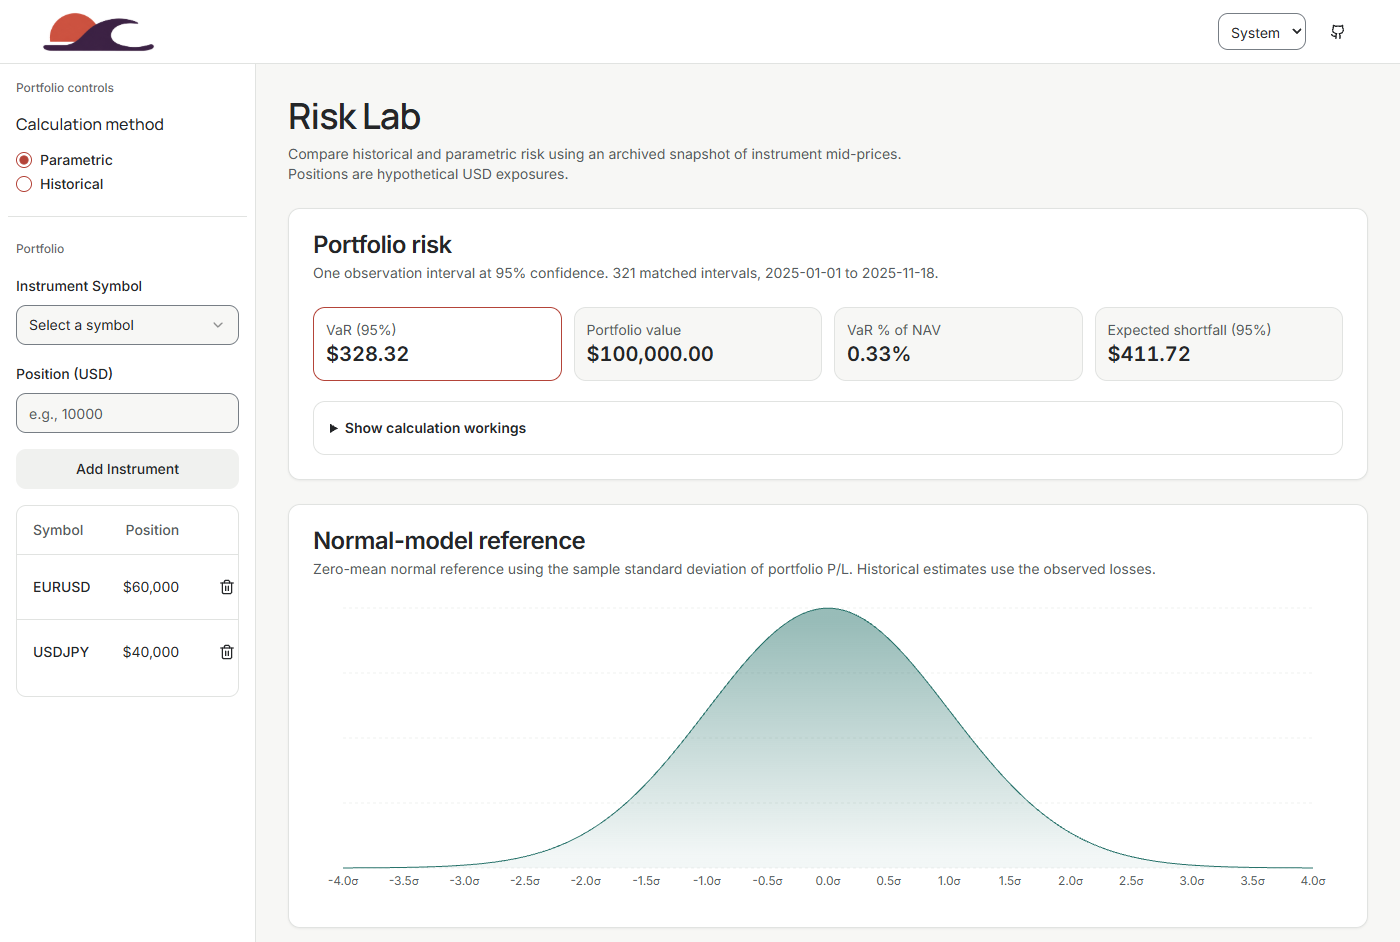 System
Portfolio controls
Calculation method
Parametric
Historical
Portfolio
Instrument Symbol
Select a symbol
Position (USD)
e.g., 10000
Add Instrument
Symbol Position
EURUSD $60,000
USDJPY $40,000
Risk Lab
Compare historical and parametric risk using an archived snapshot of instrument mid-prices.
Positions are hypothetical USD exposures.
Portfolio risk
One observation interval at 95% confidence. 321 matched intervals, 2025-01-01 to 2025-11-18.
VaR (95%)
$328.32
Portfolio value
$100,000.00
VaR % of NAV
0.33%
Expected shortfall (95%)
$411.72
Show calculation workings
Normal-model reference
Zero-mean normal reference using the sample standard deviation of portfolio P/L. Historical estimates use the observed losses.
-4.0σ -3.5σ -3.0σ -2.5σ -2.0σ -1.5σ -1.0σ -0.5σ 0.0σ 0.5σ 1.0σ 1.5σ 2.0σ 2.5σ 3.0σ 3.5σ 4.0σ